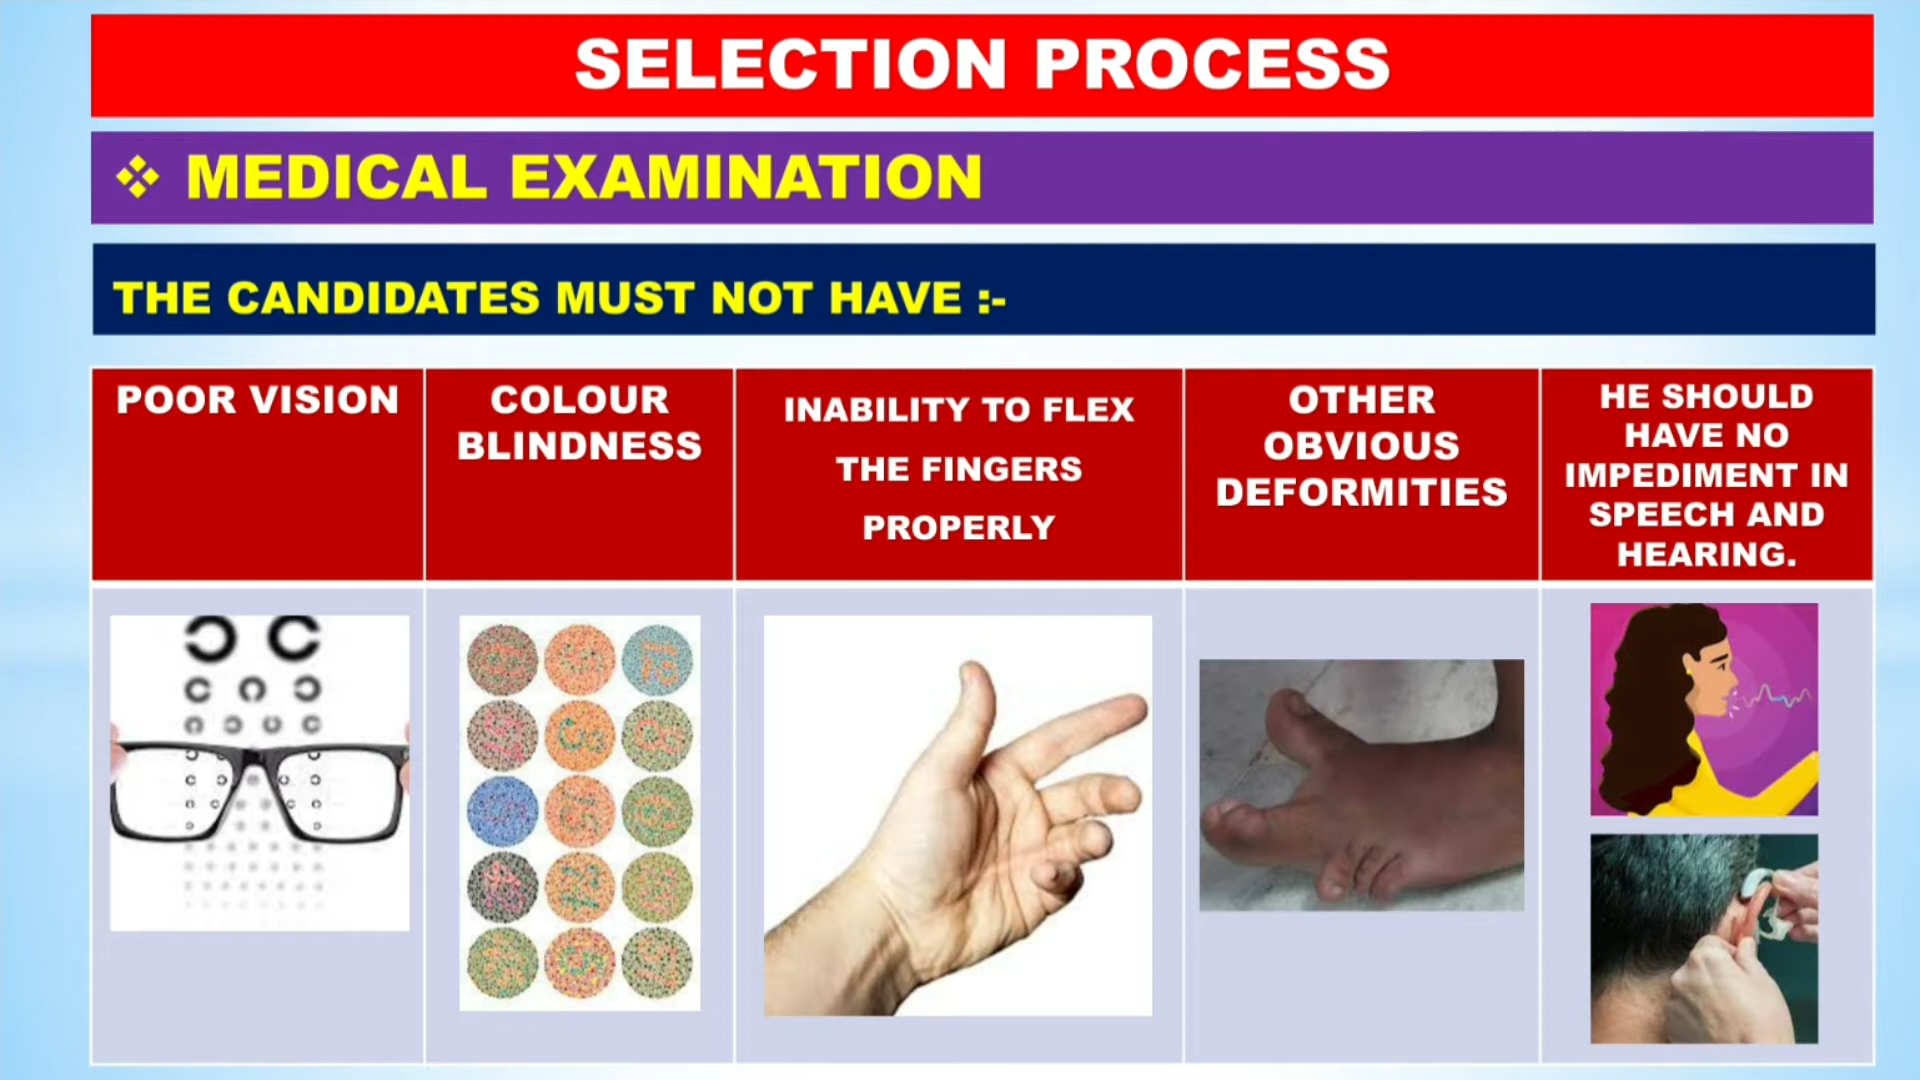 SELECTION PROCESS
❖ MEDICAL EXAMINATION
THE CANDIDATES MUST NOT HAVE :-
POOR VISION
COLOUR
BLINDNESS
INABILITY TO FLEX
THE FINGERS
PROPERLY
OTHER
OBVIOUS
DEFORMITIES
HE SHOULD
HAVE NO
IMPEDIMENT IN
SPEECH AND
HEARING.